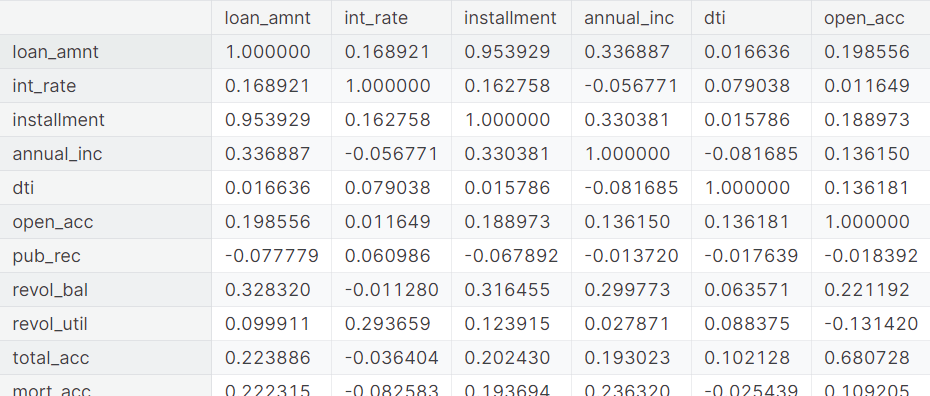 loan_amnt int_rate installment annual_inc dti open_acc
loan_amnt 1.000000 0.168921 0.953929 0.336887 0.016636 0.198556
int_rate 0.168921 1.000000 0.162758 -0.056771 0.079038 0.011649
installment 0.953929 0.162758 1.000000 0.330381 0.015786 0.188973
annual_inc 0.336887 -0.056771 0.330381 1.000000 -0.081685 0.136150
dti 0.016636 0.079038 0.015786 -0.081685 1.000000 0.136181
open_acc 0.198556 0.011649 0.188973 0.136150 0.136181 1.000000
pub_rec -0.077779 0.060986 -0.067892 -0.013720 -0.017639 -0.018392
revol_bal 0.328320 -0.011280 0.316455 0.299773 0.063571 0.221192
revol_util 0.099911 0.293659 0.123915 0.027871 0.088375 -0.131420
total_acc 0.223886 -0.036404 0.202430 0.193023 0.102128 0.680728
mort_acc 0.222315 -0.082583 0.193694 0.236320 -0.025439 0.109205